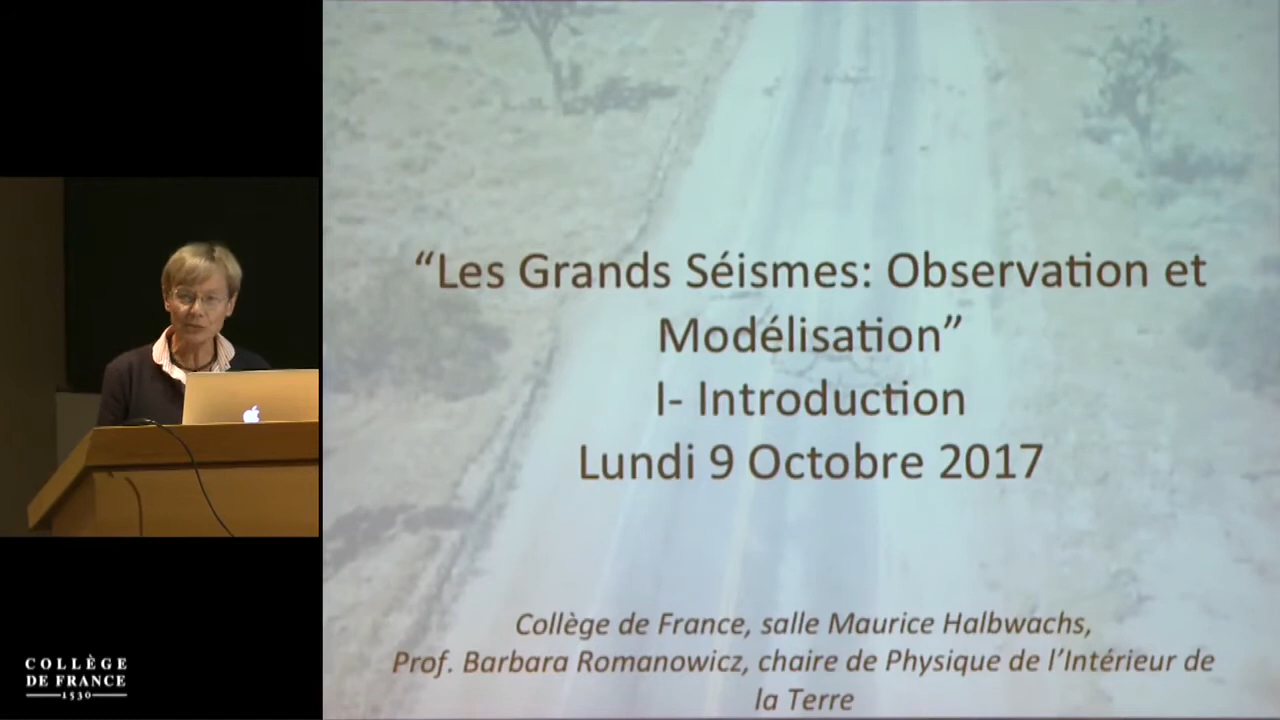 “Les Grands Séismes: Observation et
Modélisation”
I- Introduction
Lundi 9 Octobre 2017
Collège de France, salle Maurice Halbwachs,
Prof. Barbara Romanowicz, chaire de Physique de l’Intérieur de
la Terre
COLLÈGE
DE FRANCE
1530